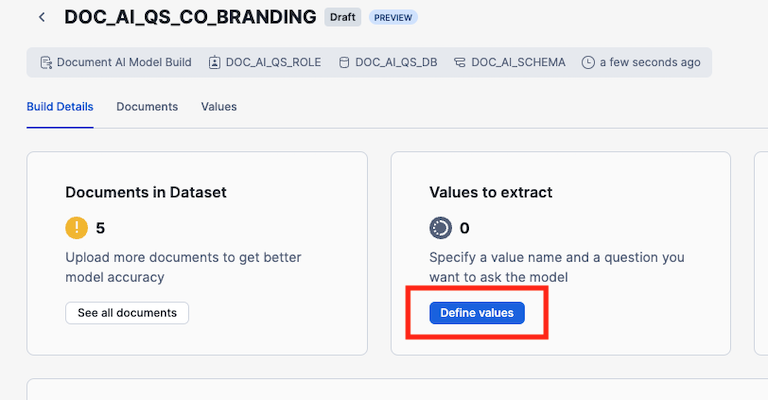 DOC_AI_QS_CO_BRANDING Draft PREVIEW
Document AI Model Build DOC_AI_QS_ROLE DOC_AI_QS_DB DOC_AI_SCHEMA a few seconds ago
Build Details Documents Values
Documents in Dataset
! 5
Upload more documents to get better
model accuracy
See all documents
Values to extract
0
Specify a value name and a question you
want to ask the model
Define values